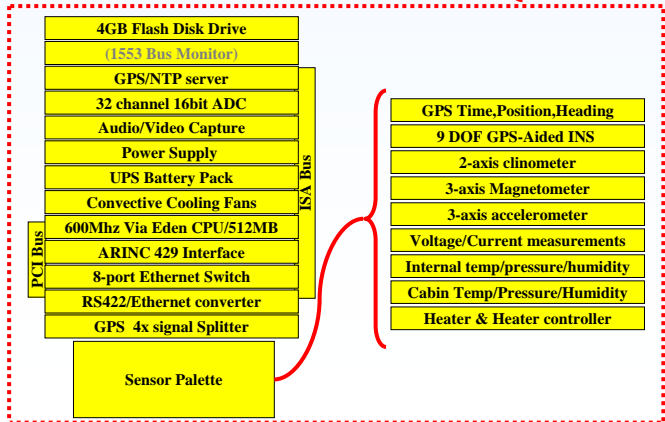 4GB Flash Disk Drive
(1553 Bus Monitor)
GPS/NTP server
32 channel 16bit ADC
Audio/Video Capture
Power Supply
UPS Battery Pack
Convective Cooling Fans
600Mhz Via Eden CPU/512MB
ARINC 429 Interface
8-port Ethernet Switch
RS422/Ethernet converter
GPS 4x signal Splitter
Sensor Palette
PCI Bus
ISA Bus
GPS Time,Position,Heading
9 DOF GPS-Aided INS
2-axis clinometer
3-axis Magnetometer
3-axis accelerometer
Voltage/Current measurements
Internal temp/pressure/humidity
Cabin Temp/Pressure/Humidity
Heater & Heater controller